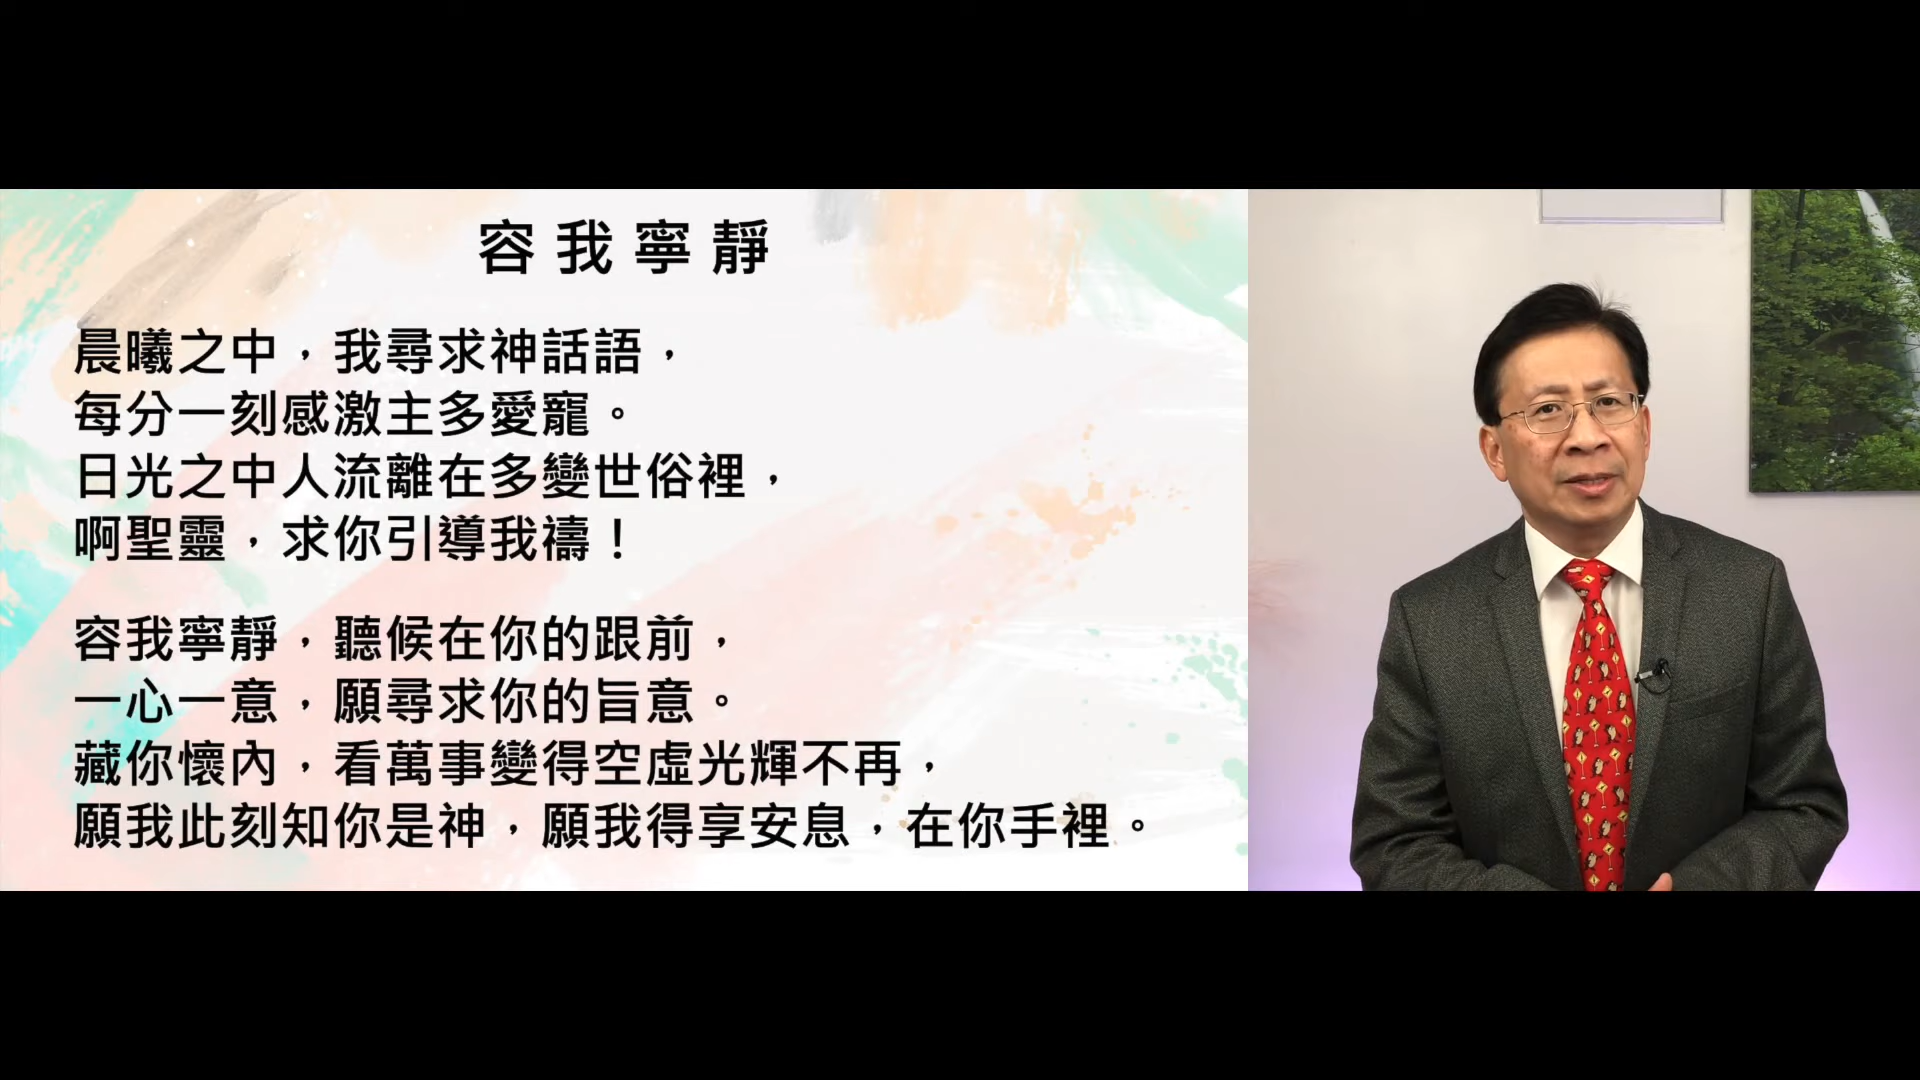 容我寧靜
晨曦之中，我尋求神話語，
每分一刻感激主多愛寵。
日光之中人流離在多變世俗裡，
啊聖靈，求你引導我禱！
容我寧靜，聽候在你的跟前，
一心一意，願尋求你的旨意。
藏你懷內，看萬事變得空虛光輝不再，
願我此刻知你是神，願我得享安息，在你手裡。